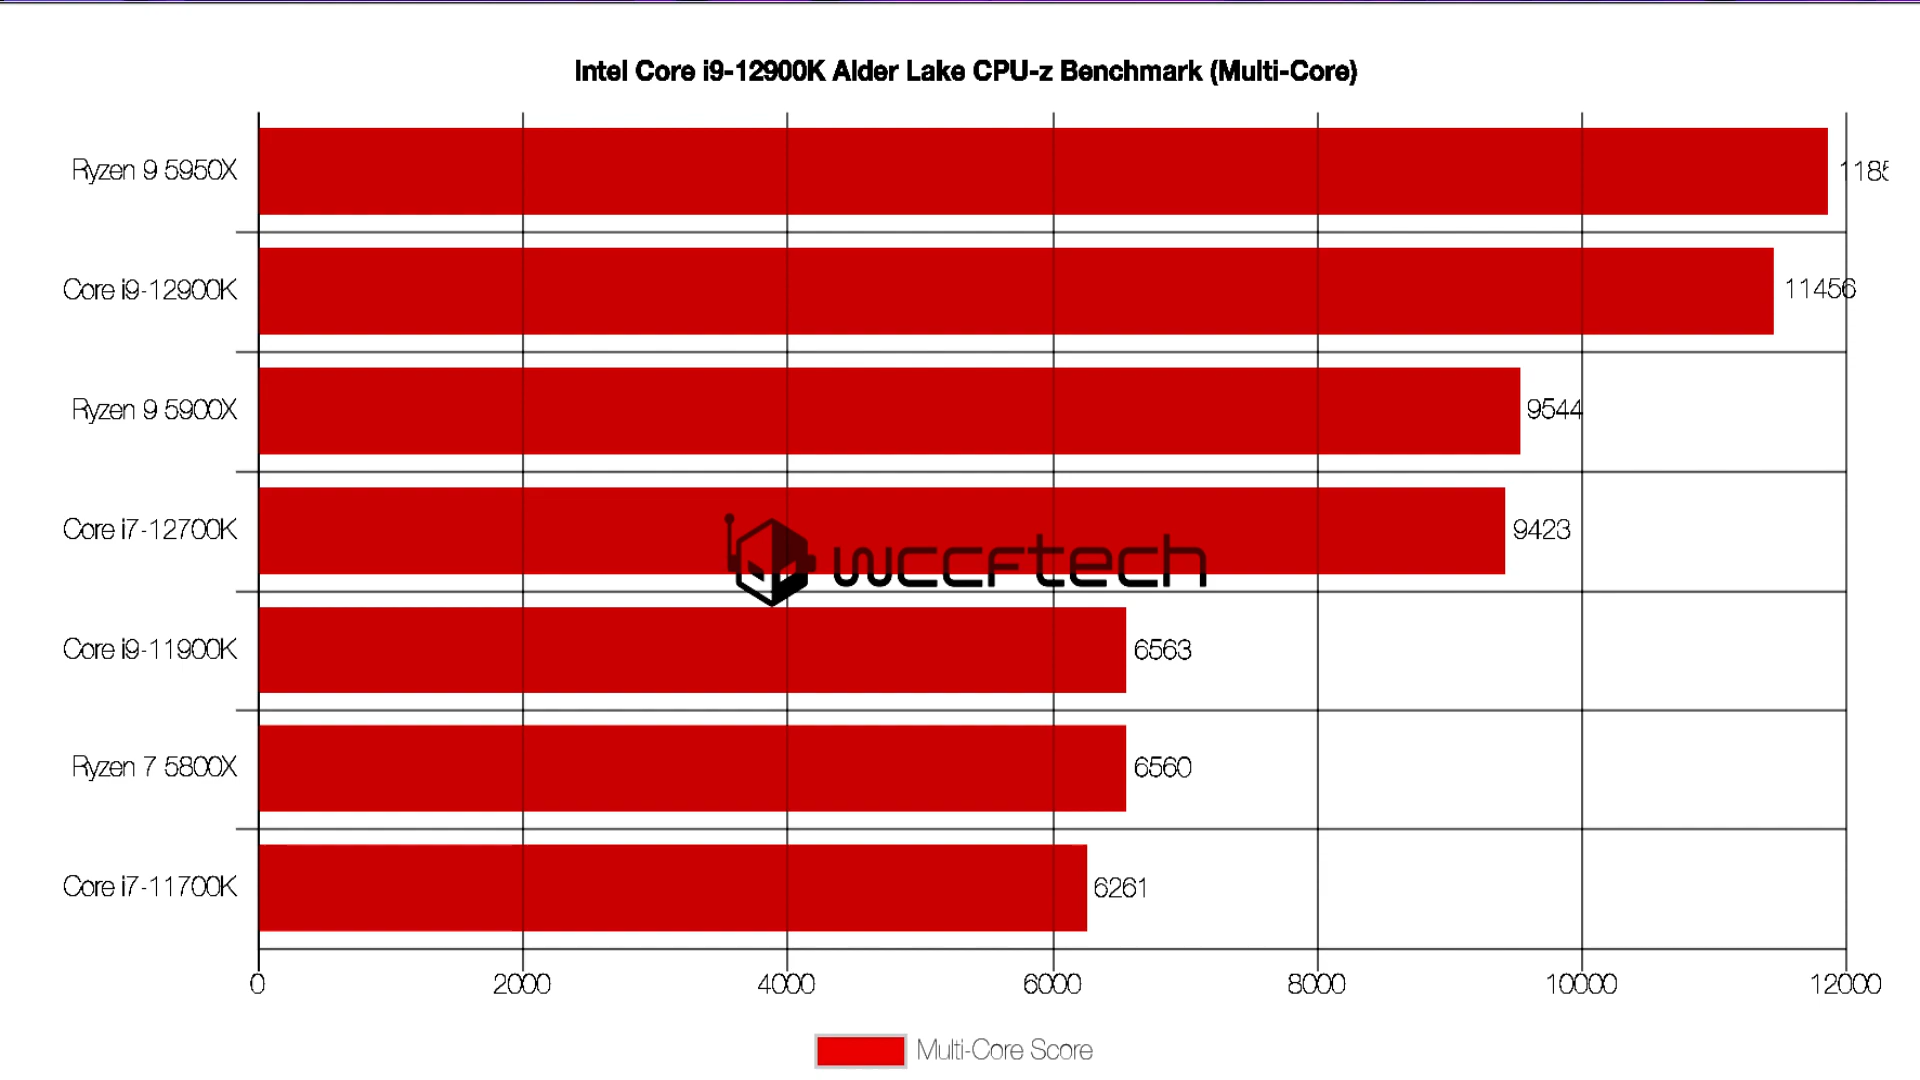 Intel Core i9-12900K Alder Lake CPU-z Benchmark (Multi-Core)
Ryzen 9 5950X
Core i9-12900K 11456
Ryzen 9 5900X 9544
Core i7-12700K 9423
wccftech
Core i9-11900K 6563
Ryzen 7 5800X 6560
Core i7-11700K 6261
0 2000 4000 6000 8000 10000 12000
Multi-Core Score